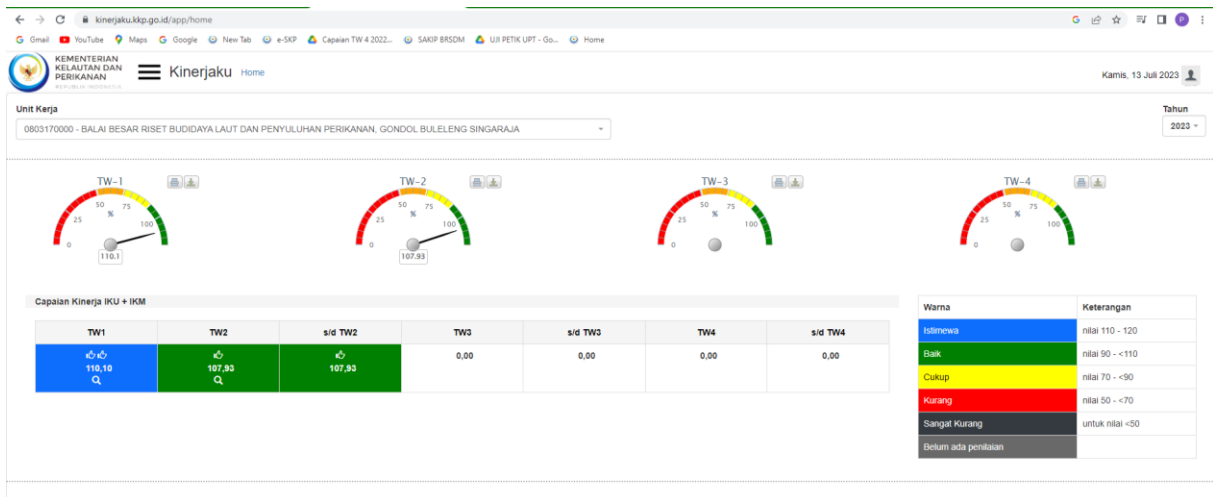 kinerjaku.kkp.go.id/app/home
Gmail YouTube Maps Google New Tab e-SKP Capaian TW 4 2022... SAKIP BRSDM UJI PETIK UPT - Go... Home
KEMENTERIAN
KELAUTAN DAN
PERIKANAN
REPUBLIK INDONESIA
Kinerjaku Home
Kamis, 13 Juli 2023
Unit Kerja
Tahun
0803170000 - BALAI BESAR RISET BUDIDAYA LAUT DAN PENYULUHAN PERIKANAN, GONDOL BULELENG SINGARAJA
2023
TW-1
0 25 50 75 100
%
110.1
TW-2
0 25 50 75 100
%
107.93
TW-3
0 25 50 75 100
%
TW-4
0 25 50 75 100
%
Capaian Kinerja IKU + IKM
TW1 TW2 s/d TW2 TW3 s/d TW3 TW4 s/d TW4
110,10 107,93 107,93 0,00 0,00 0,00 0,00
Warna Keterangan
Istimewa nilai 110 - 120
Baik nilai 90 - <110
Cukup nilai 70 - <90
Kurang nilai 50 - <70
Sangat Kurang untuk nilai <50
Belum ada penilaian